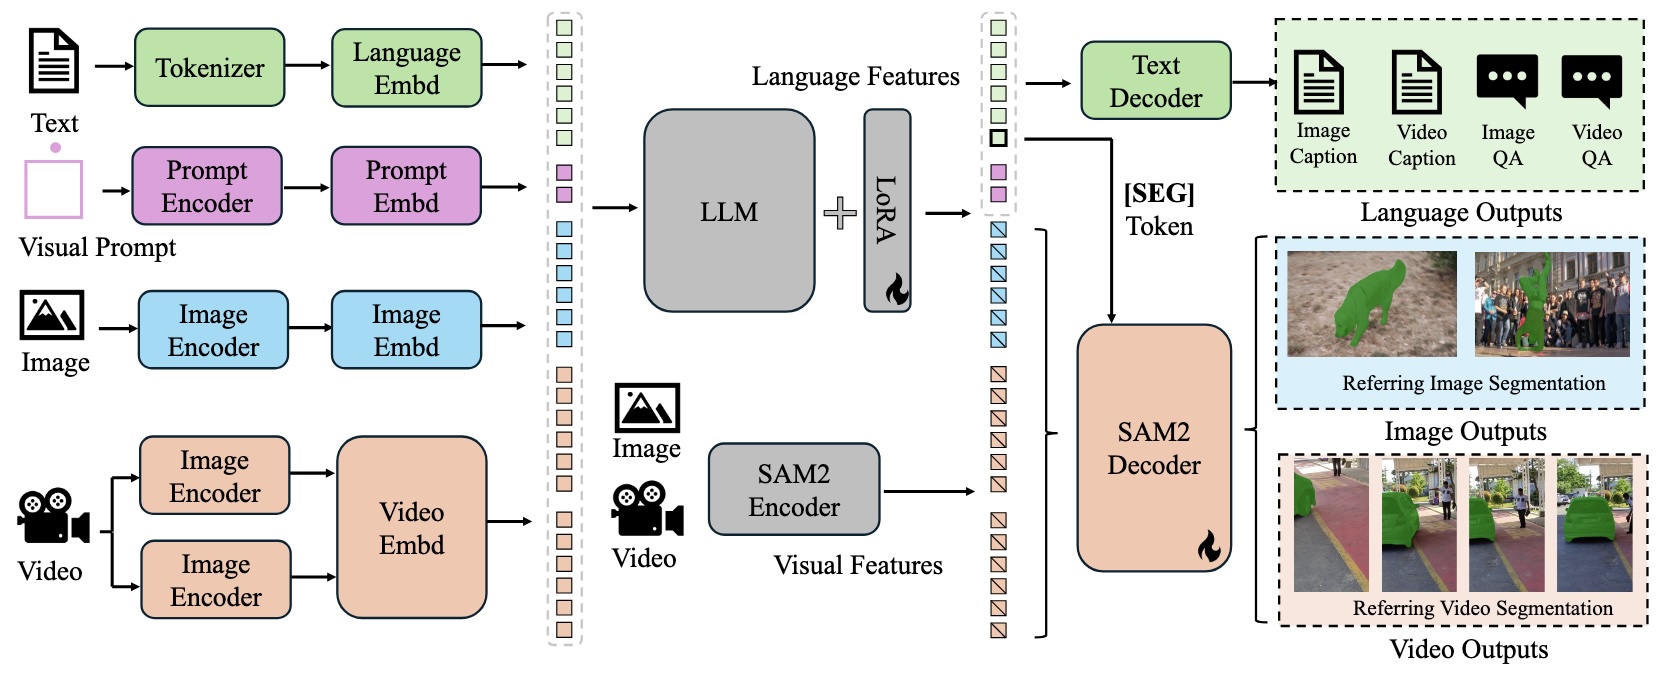 Text
Tokenizer
Language
Embd
Visual Prompt
Prompt
Encoder
Prompt
Embd
Image
Image
Encoder
Image
Embd
Video
Image
Encoder
Image
Encoder
Video
Embd
LLM
LoRA
Language Features
Image
Video
SAM2
Encoder
Visual Features
[SEG]
Token
Text
Decoder
SAM2
Decoder
Image
Caption
Video
Caption
Image
QA
Video
QA
Language Outputs
Referring Image Segmentation
Image Outputs
Referring Video Segmentation
Video Outputs